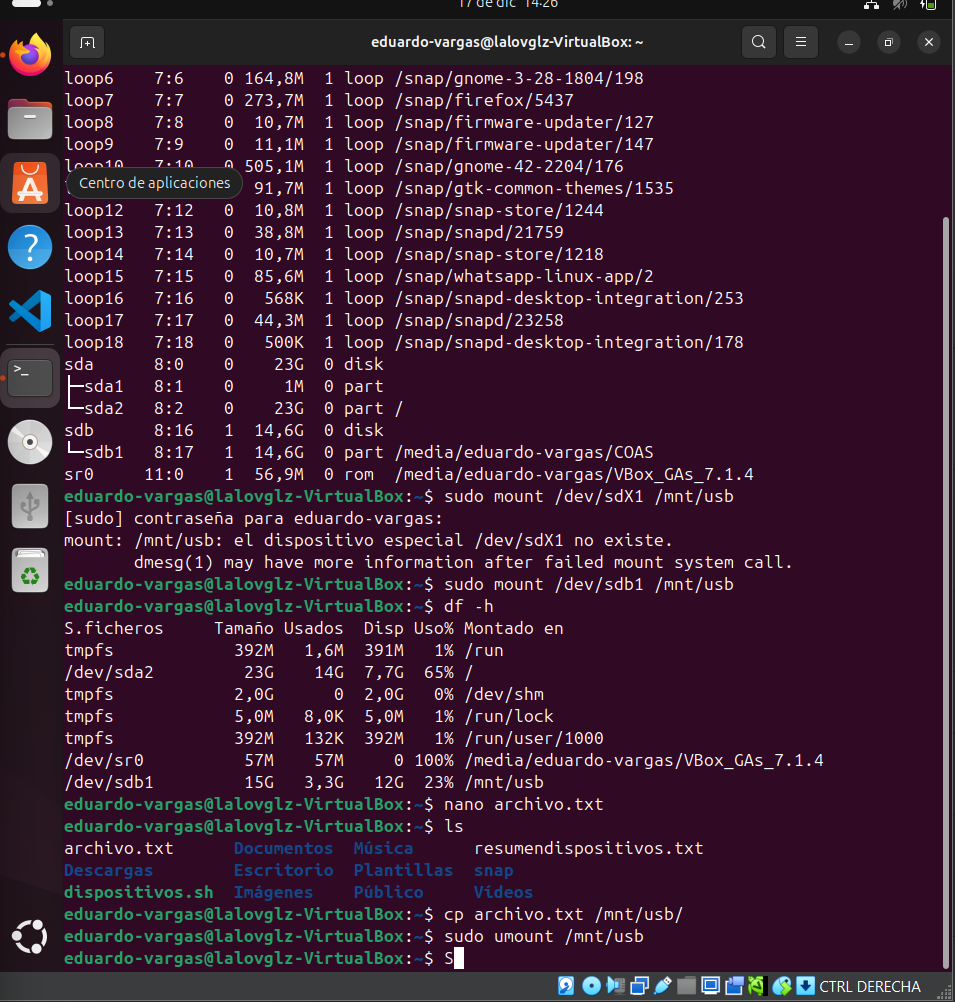 17 de dic 14:26
eduardo-vargas@lalovglz-VirtualBox: ~
loop6 7:6 0 164,8M 1 loop /snap/gnome-3-28-1804/198
loop7 7:7 0 273,7M 1 loop /snap/firefox/5437
loop8 7:8 0 10,7M 1 loop /snap/firmware-updater/127
loop9 7:9 0 11,1M 1 loop /snap/firmware-updater/147
loop10 7:10 0 505,1M 1 loop /snap/gnome-42-2204/176
Centro de aplicaciones 91,7M 1 loop /snap/gtk-common-themes/1535
loop12 7:12 0 10,8M 1 loop /snap/snap-store/1244
loop13 7:13 0 38,8M 1 loop /snap/snapd/21759
loop14 7:14 0 10,7M 1 loop /snap/snap-store/1218
loop15 7:15 0 85,6M 1 loop /snap/whatsapp-linux-app/2
loop16 7:16 0 568K 1 loop /snap/snapd-desktop-integration/253
loop17 7:17 0 44,3M 1 loop /snap/snapd/23258
loop18 7:18 0 500K 1 loop /snap/snapd-desktop-integration/178
sda 8:0 0 23G 0 disk
├─sda1 8:1 0 1M 0 part
└─sda2 8:2 0 23G 0 part /
sdb 8:16 1 14,6G 0 disk
└─sdb1 8:17 1 14,6G 0 part /media/eduardo-vargas/COAS
sr0 11:0 1 56,9M 0 rom /media/eduardo-vargas/VBox_GAs_7.1.4
eduardo-vargas@lalovglz-VirtualBox:~$ sudo mount /dev/sdX1 /mnt/usb
[sudo] contraseña para eduardo-vargas:
mount: /mnt/usb: el dispositivo especial /dev/sdX1 no existe.
dmesg(1) may have more information after failed mount system call.
eduardo-vargas@lalovglz-VirtualBox:~$ sudo mount /dev/sdb1 /mnt/usb
eduardo-vargas@lalovglz-VirtualBox:~$ df -h
S.ficheros Tamaño Usados Disp Uso% Montado en
tmpfs 392M 1,6M 391M 1% /run
/dev/sda2 23G 14G 7,7G 65% /
tmpfs 2,0G 0 2,0G 0% /dev/shm
tmpfs 5,0M 8,0K 5,0M 1% /run/lock
tmpfs 392M 132K 392M 1% /run/user/1000
/dev/sr0 57M 57M 0 100% /media/eduardo-vargas/VBox_GAs_7.1.4
/dev/sdb1 15G 3,3G 12G 23% /mnt/usb
eduardo-vargas@lalovglz-VirtualBox:~$ nano archivo.txt
eduardo-vargas@lalovglz-VirtualBox:~$ ls
archivo.txt Documentos Música resumendispositivos.txt
Descargas Escritorio Plantillas snap
dispositivos.sh Imágenes Público Vídeos
eduardo-vargas@lalovglz-VirtualBox:~$ cp archivo.txt /mnt/usb/
eduardo-vargas@lalovglz-VirtualBox:~$ sudo umount /mnt/usb
eduardo-vargas@lalovglz-VirtualBox:~$ S
CTRL DERECHA